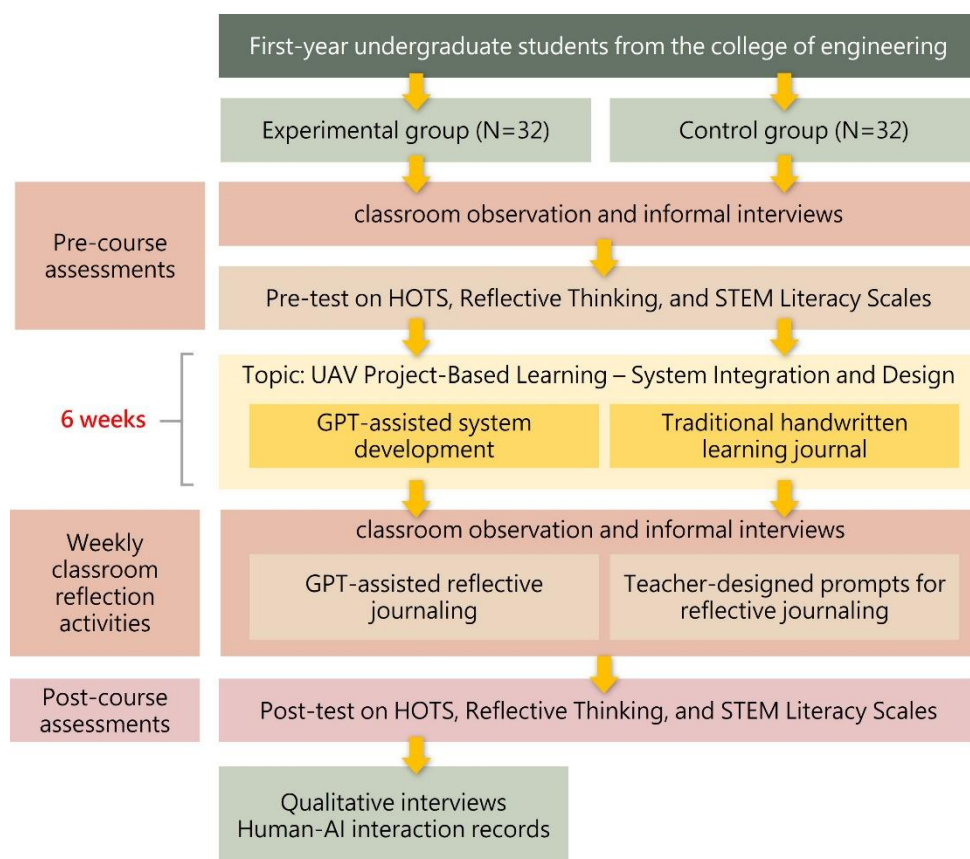 First-year undergraduate students from the college of engineering
Experimental group (N=32)
Control group (N=32)
Pre-course
assessments
classroom observation and informal interviews
Pre-test on HOTS, Reflective Thinking, and STEM Literacy Scales
6 weeks
Topic: UAV Project-Based Learning – System Integration and Design
GPT-assisted system
development
Traditional handwritten
learning journal
Weekly
classroom
reflection
activities
classroom observation and informal interviews
GPT-assisted reflective
journaling
Teacher-designed prompts for
reflective journaling
Post-course
assessments
Post-test on HOTS, Reflective Thinking, and STEM Literacy Scales
Qualitative interviews
Human-AI interaction records